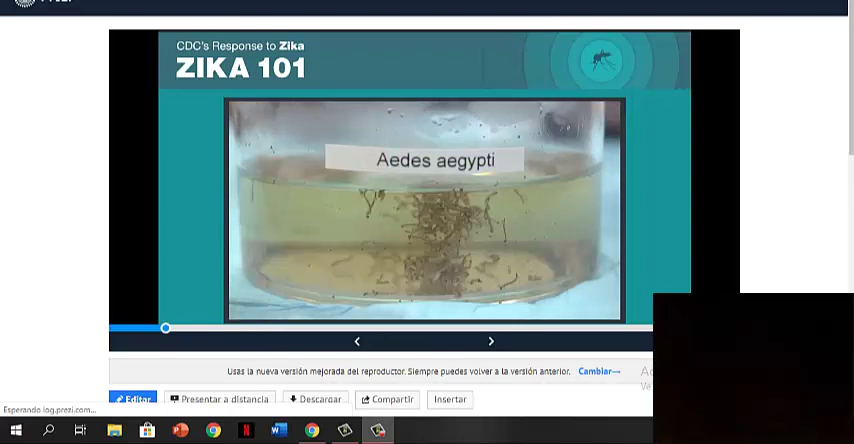 CDC's Response to Zika
ZIKA 101
Aedes aegypti
Usas la nueva versión mejorada del reproductor. Siempre puedes volver a la versión anterior. Cambiar→
Editar Presentar a distancia Descargar Compartir Insertar
Esperando log.prezi.com...